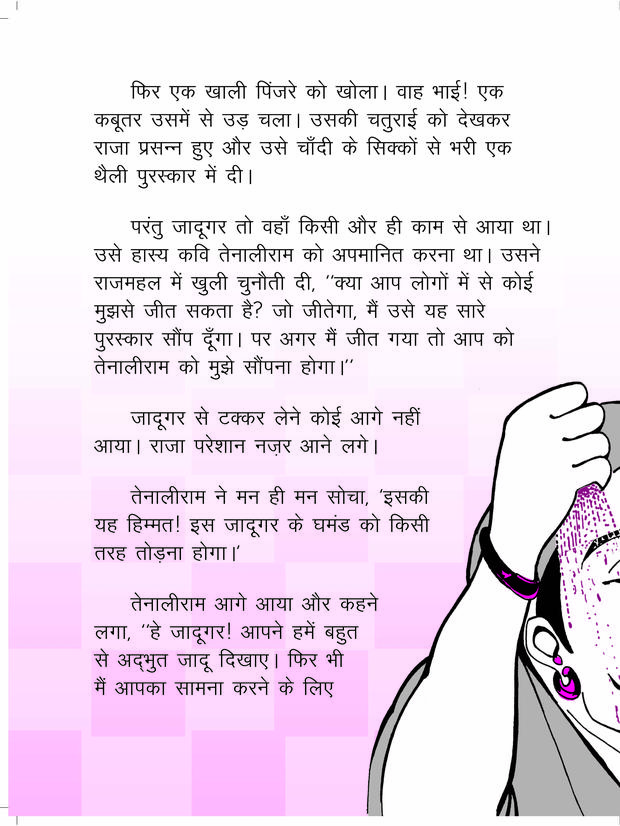 फिर एक खाली पिंजरे को खोला। वाह भाई! एक
कबूतर उसमें से उड़ चला। उसकी चतुराई को देखकर
राजा प्रसन्न हुए और उसे चाँदी के सिक्कों से भरी एक
थैली पुरस्कार में दी।
परंतु जादूगर तो वहाँ किसी और ही काम से आया था।
उसे हास्य कवि तेनालीराम को अपमानित करना था। उसने
राजमहल में खुली चुनौती दी, ''क्या आप लोगों में से कोई
मुझसे जीत सकता है? जो जीतेगा, मैं उसे यह सारे
पुरस्कार सौंप दूँगा। पर अगर मैं जीत गया तो आप को
तेनालीराम को मुझे सौंपना होगा।''
जादूगर से टक्कर लेने कोई आगे नहीं
आया। राजा परेशान नज़र आने लगे।
तेनालीराम ने मन ही मन सोचा, 'इसकी
यह हिम्मत! इस जादूगर के घमंड को किसी
तरह तोड़ना होगा।'
तेनालीराम आगे आया और कहने
लगा, ''हे जादूगर! आपने हमें बहुत
से अद्‌भुत जादू दिखाए। फिर भी
मैं आपका सामना करने के लिए